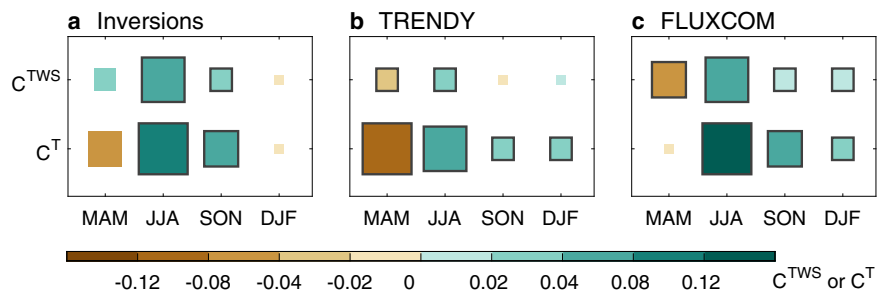 a Inversions b TRENDY c FLUXCOM
C^TWS
C^T
MAM JJA SON DJF MAM JJA SON DJF MAM JJA SON DJF
-0.12 -0.08 -0.04 -0.02 0 0.02 0.04 0.08 0.12 C^TWS or C^T